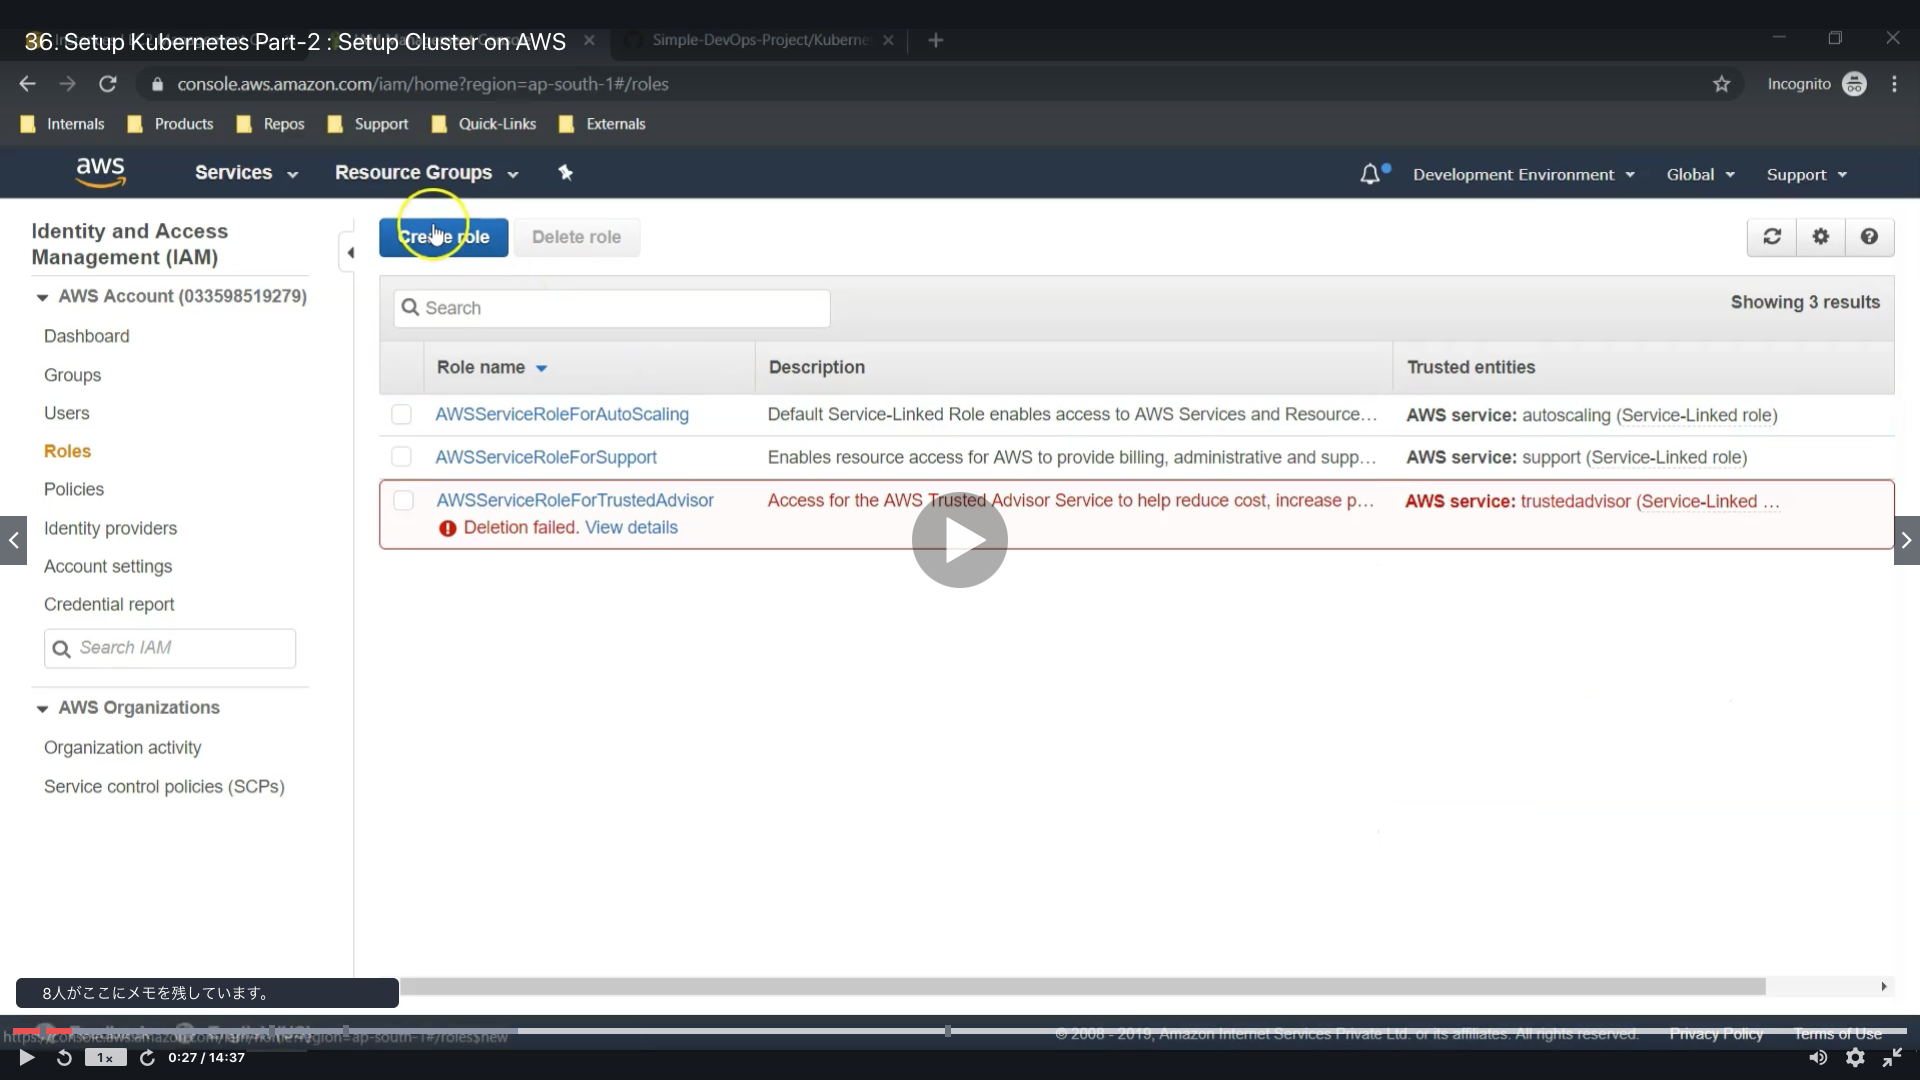 36. Setup Kubernetes Part-2 : Setup Cluster on AWS
Simple-DevOps-Project/Kuberne
console.aws.amazon.com/iam/home?region=ap-south-1#/roles
Incognito
Internals
Products
Repos
Support
Quick-Links
Externals
aws
Services
Resource Groups
Development Environment
Global
Support
Identity and Access
Management (IAM)
AWS Account (033598519279)
Dashboard
Groups
Users
Roles
Policies
Identity providers
Account settings
Credential report
Search IAM
AWS Organizations
Organization activity
Service control policies (SCPs)
Create role
Delete role
Search
Showing 3 results
Role name
Description
Trusted entities
AWSServiceRoleForAutoScaling
Default Service-Linked Role enables access to AWS Services and Resource...
AWS service: autoscaling (Service-Linked role)
AWSServiceRoleForSupport
Enables resource access for AWS to provide billing, administrative and supp...
AWS service: support (Service-Linked role)
AWSServiceRoleForTrustedAdvisor
Access for the AWS Trusted Advisor Service to help reduce cost, increase p...
AWS service: trustedadvisor (Service-Linked ...
Deletion failed. View details
8人がここにメモを残しています。
https://console.aws.amazon.com/iam/home?region=ap-south-1#/roles$new
© 2008 - 2019, Amazon Internet Services Private Ltd. or its affiliates. All rights reserved.
Privacy Policy
Terms of Use
1x
0:27 / 14:37